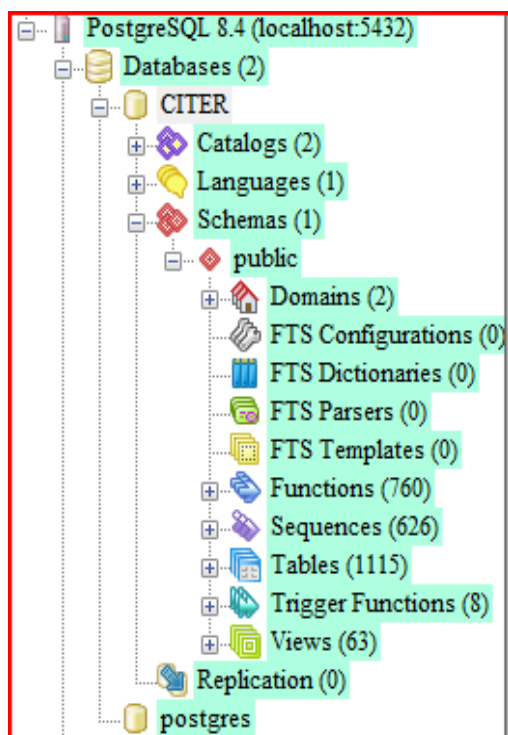 PostgreSQL 8.4 (localhost:5432)
Databases (2)
CITER
Catalogs (2)
Languages (1)
Schemas (1)
public
Domains (2)
FTS Configurations (0)
FTS Dictionaries (0)
FTS Parsers (0)
FTS Templates (0)
Functions (760)
Sequences (626)
Tables (1115)
Trigger Functions (8)
Views (63)
Replication (0)
postgres